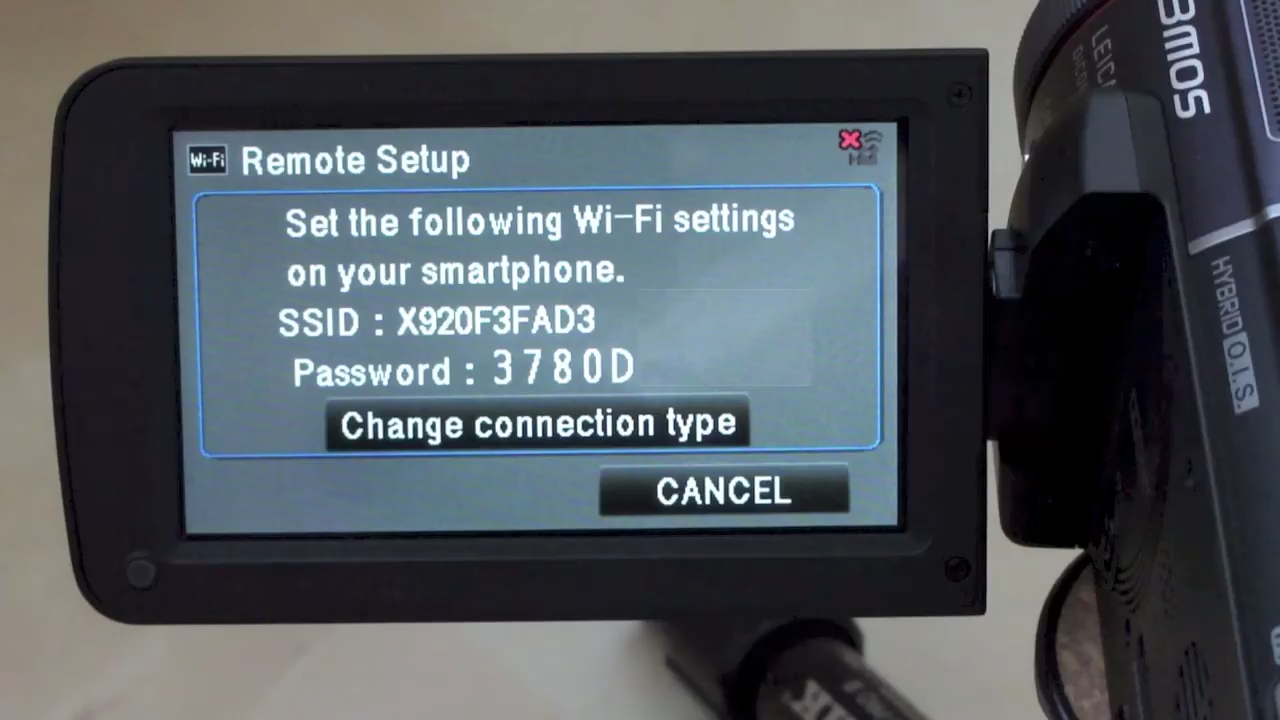 Wi-Fi Remote Setup
Set the following Wi-Fi settings
on your smartphone.
SSID : X920F3FAD3
Password : 3780D
Change connection type
CANCEL
3MOS
LEICA
HYBRID O.I.S.